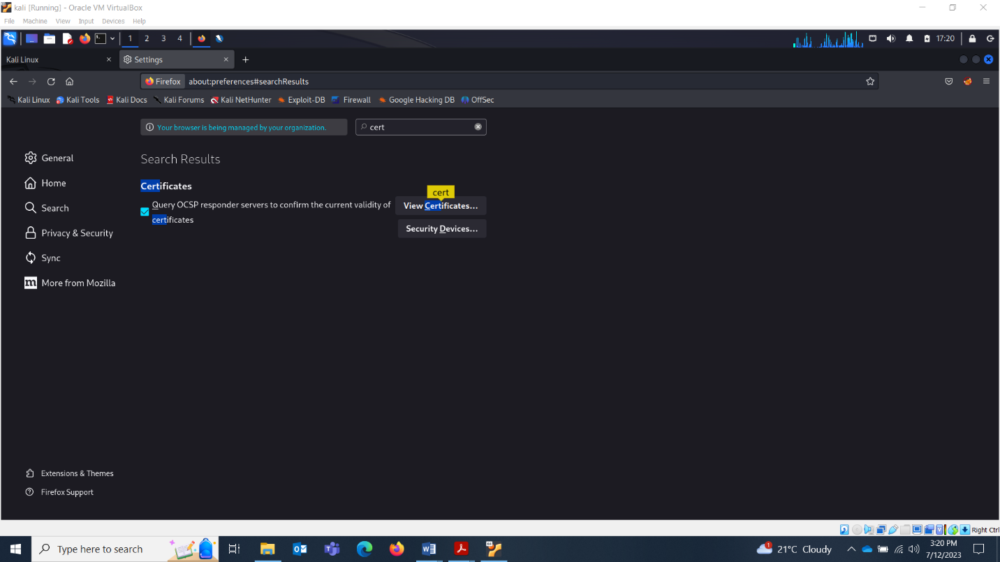 kali [Running] - Oracle VM VirtualBox
File Machine View Input Devices Help
1 2 3 4 17:20
Kali Linux Settings
Firefox about:preferences#searchResults
Kali Linux Kali Tools Kali Docs Kali Forums Kali NetHunter Exploit-DB Firewall Google Hacking DB OffSec
Your browser is being managed by your organization. cert
General
Search Results
Home
Certificates
cert
Query OCSP responder servers to confirm the current validity of
certificates
View Certificates...
Search
Security Devices...
Privacy & Security
Sync
m More from Mozilla
Extensions & Themes
Firefox Support
Right Ctrl
Type here to search
1 21°C Cloudy
3:20 PM
7/12/2023